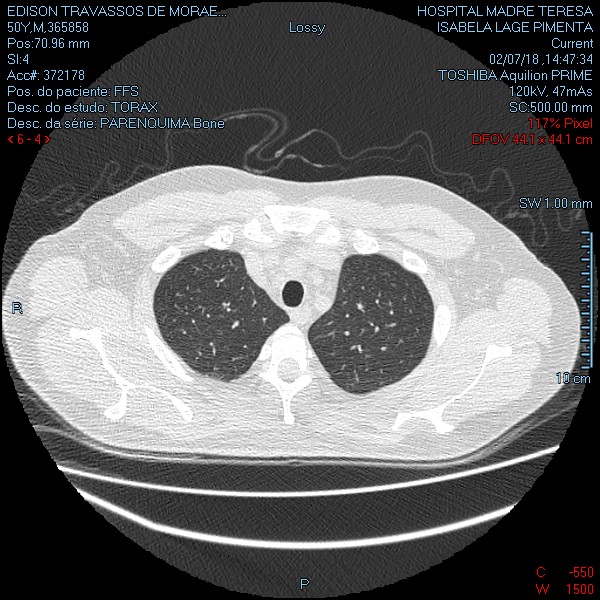 EDISON TRAVASSOS DE MORAE...
50Y,M,365858
Pos:70.96 mm
SI:4
Acc#: 372178
Pos. do paciente: FFS
Desc. do estudo: TORAX
Desc. da série: PARENQUIMA Bone
< 6 - 4 >
Lossy
HOSPITAL MADRE TERESA
ISABELA LAGE PIMENTA
Current
02/07/18 ,14:47:34
TOSHIBA Aquilion PRIME
120kV, 47mAs
SC:500.00 mm
117% Pixel
DFOV 44.1 x 44.1 cm
SW 1.00 mm
R
10 cm
P
C -550
W 1500